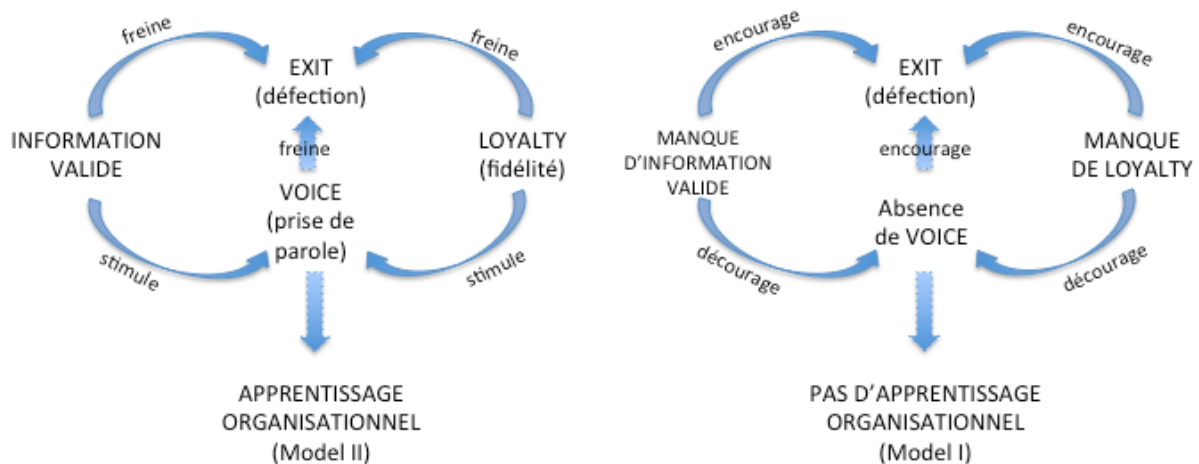 freine
freine
EXIT
(défection)
INFORMATION
VALIDE
freine
LOYALTY
(fidélité)
VOICE
(prise de
parole)
stimule
stimule
APPRENTISSAGE
ORGANISATIONNEL
(Model II)
encourage
encourage
EXIT
(défection)
MANQUE
D’INFORMATION
VALIDE
encourage
MANQUE
DE LOYALTY
Absence
de VOICE
décourage
décourage
PAS D’APPRENTISSAGE
ORGANISATIONNEL
(Model I)